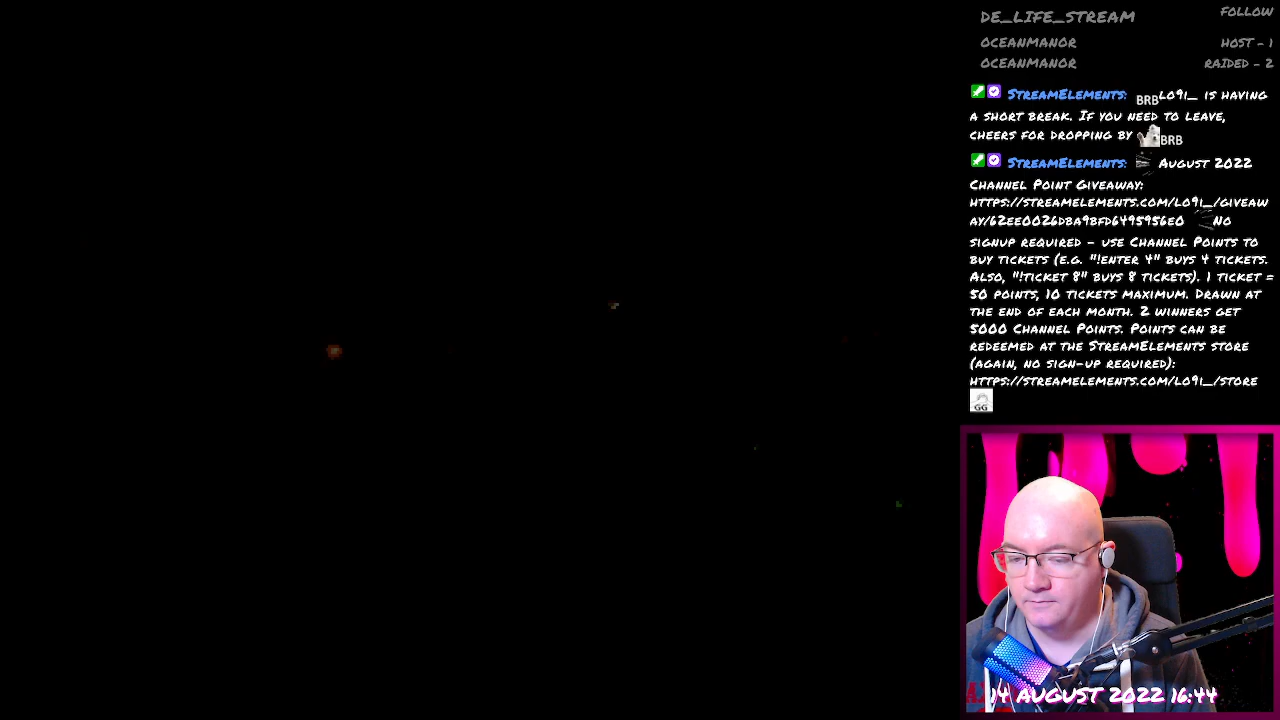 DE_LIFE_STREAM FOLLOW
OCEANMANOR HOST - 1
OCEANMANOR RAIDED - 2
StreamElements: BRB LO91_ IS HAVING
A SHORT BREAK. IF YOU NEED TO LEAVE,
CHEERS FOR DROPPING BY BRB
StreamElements: AUGUST 2022
CHANNEL POINT GIVEAWAY:
HTTPS://STREAMELEMENTS.COM/LO91_/GIVEAW
AY/62EE0026DBA9BFD6495956E0 NO
SIGNUP REQUIRED - USE CHANNEL POINTS TO
BUY TICKETS (E.G. "!ENTER 4" BUYS 4 TICKETS.
ALSO, "!TICKET 8" BUYS 8 TICKETS). 1 TICKET =
50 POINTS, 10 TICKETS MAXIMUM. DRAWN AT
THE END OF EACH MONTH. 2 WINNERS GET
5000 CHANNEL POINTS. POINTS CAN BE
REDEEMED AT THE STREAMELEMENTS STORE
(AGAIN, NO SIGN-UP REQUIRED):
HTTPS://STREAMELEMENTS.COM/LO91_/STORE
GG
14 AUGUST 2022 16:44